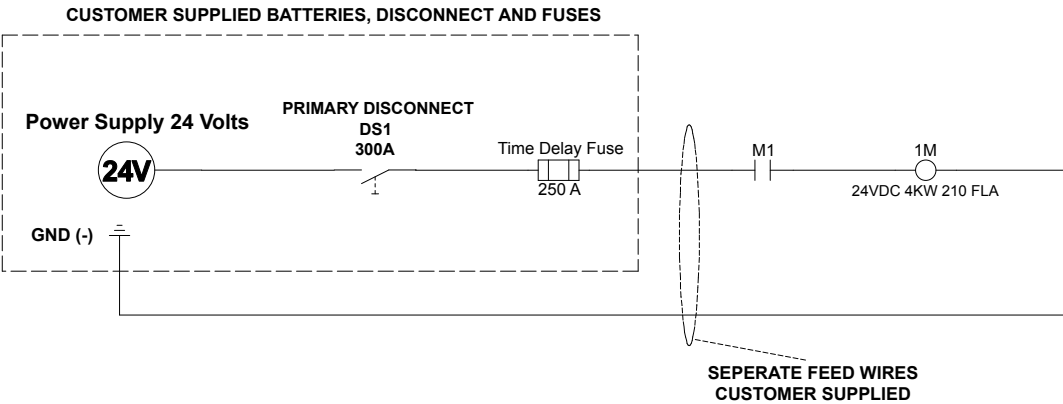 CUSTOMER SUPPLIED BATTERIES, DISCONNECT AND FUSES
Power Supply 24 Volts
24V
GND (-)
PRIMARY DISCONNECT
DS1
300A
Time Delay Fuse
250 A
M1
1M
24VDC 4KW 210 FLA
SEPERATE FEED WIRES
CUSTOMER SUPPLIED